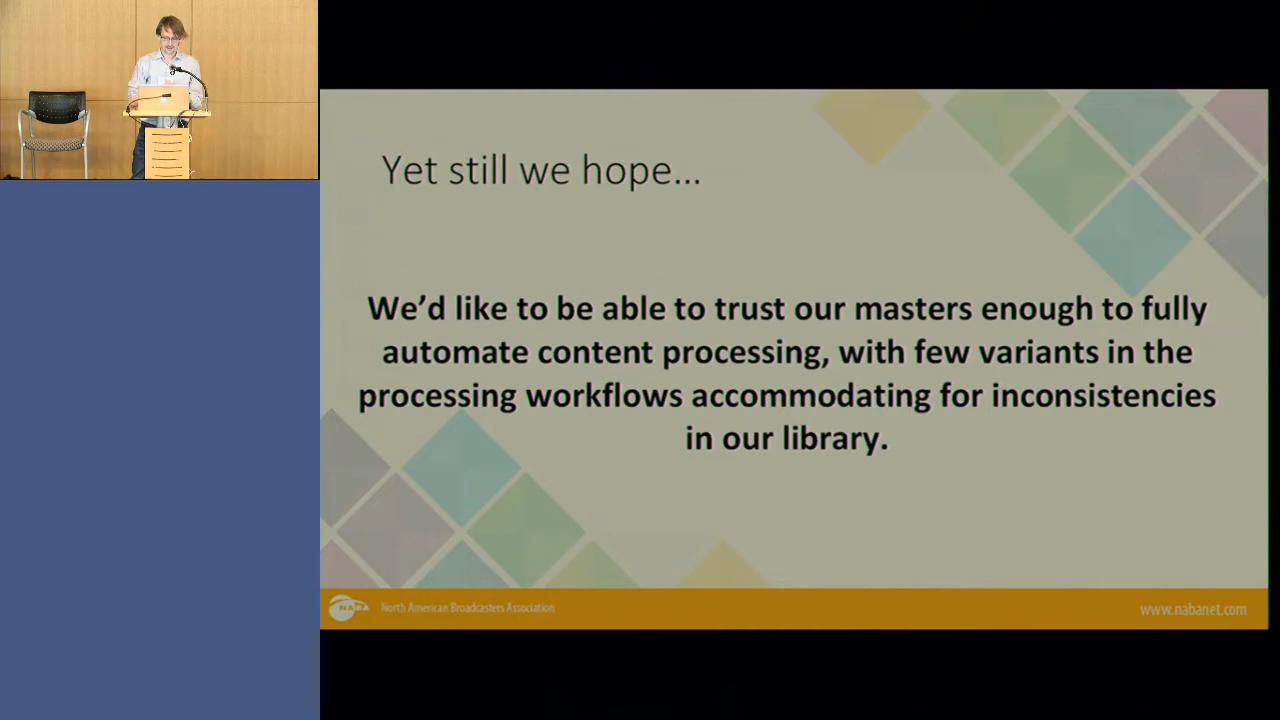 Yet still we hope...
We’d like to be able to trust our masters enough to fully
automate content processing, with few variants in the
processing workflows accommodating for inconsistencies
in our library.
NABA
North American Broadcasters Association
www.nabanet.com